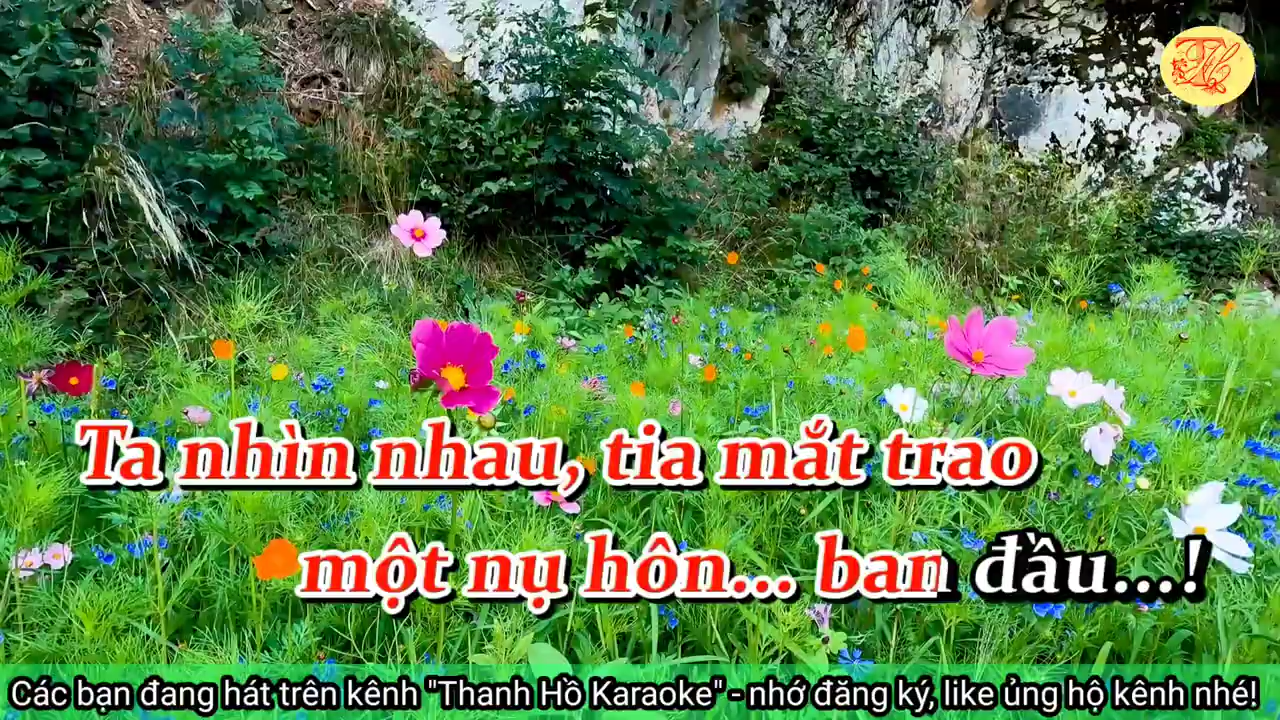 Ta nhìn nhau, tia mắt trao
một nụ hôn... ban đầu...!
Các bạn đang hát trên kênh "Thanh Hồ Karaoke" - nhớ đăng ký, like ủng hộ kênh nhé!